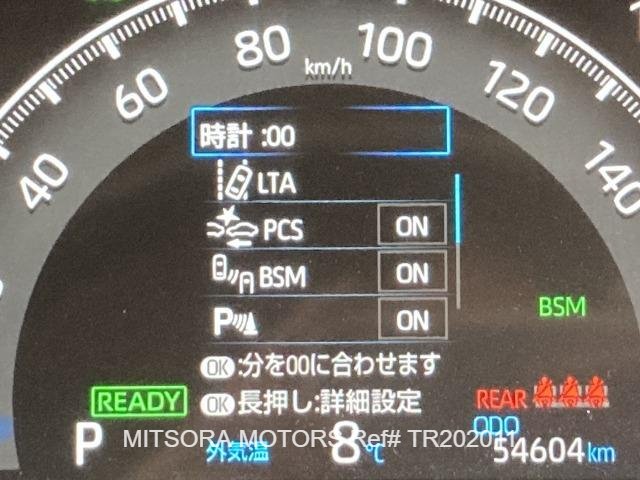 80
100
km/h
60
120
40
140
時計 :00
LTA
PCS ON
BSM ON
P ON
BSM
OK :分を00に合わせます
READY
OK 長押し:詳細設定
REAR
ODO
P
外気温 8℃
54604 km
MITSORA MOTORS Ref# TR202011